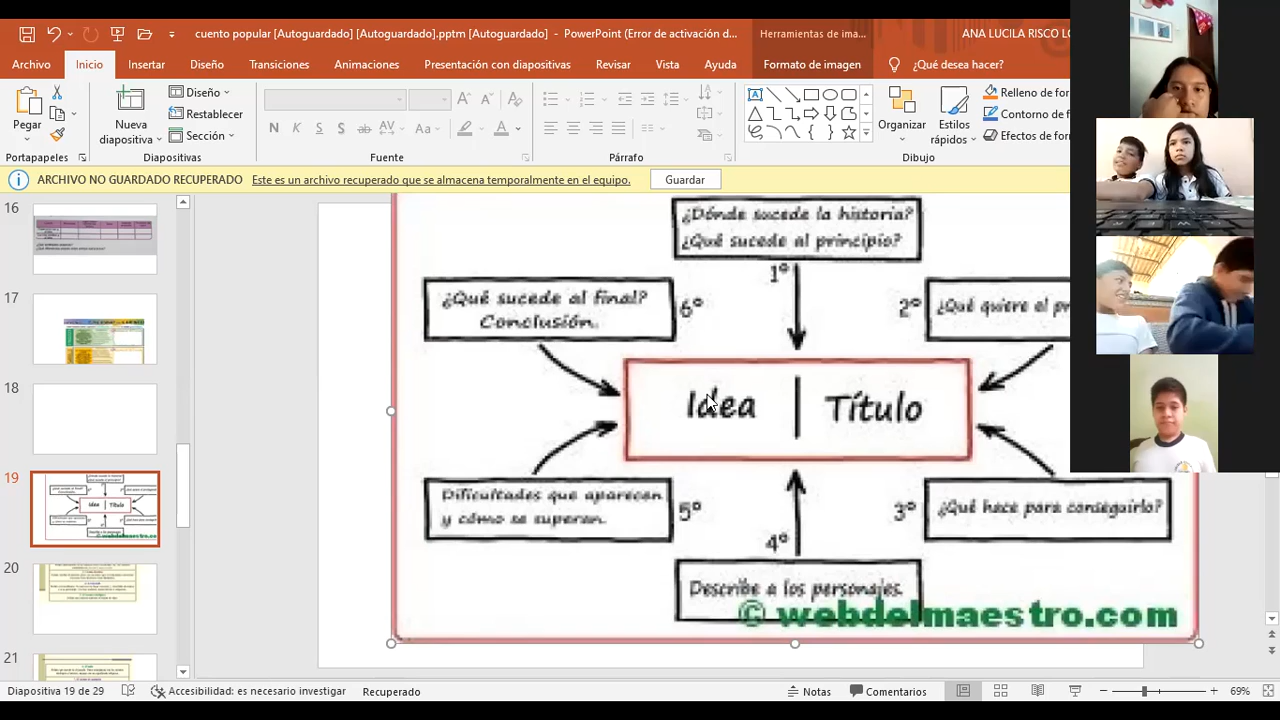 cuento popular [Autoguardado] [Autoguardado].pptm [Autoguardado] - PowerPoint (Error de activación d...
Herramientas de ima...
ANA LUCILA RISCO
Archivo
Inicio
Insertar
Diseño
Transiciones
Animaciones
Presentación con diapositivas
Revisar
Vista
Ayuda
Formato de imagen
¿Qué desea hacer?
Pegar
Nueva
diapositiva
Diseño
Restablecer
Sección
N K S S ab AV Aa A
Organizar
Estilos
rápidos
Relleno de for
Contorno de f
Efectos de for
Portapapeles
Diapositivas
Fuente
Párrafo
Dibujo
ARCHIVO NO GUARDADO RECUPERADO
Este es un archivo recuperado que se almacena temporalmente en el equipo.
Guardar
16
17
18
19
20
21
¿Dónde sucede la historia?
¿Qué sucede al principio?
1º
¿Qué sucede al final?
Conclusión.
6º
2º
¿Qué quiere el pr
Idea | Título
Dificultades que aparecen
y cómo se superan.
5º
3º
¿Qué hace para conseguirlo?
4º
Describe a los personajes.
© webdelmaestro.com
Diapositiva 19 de 29
Accesibilidad: es necesario investigar
Recuperado
Notas
Comentarios
69%